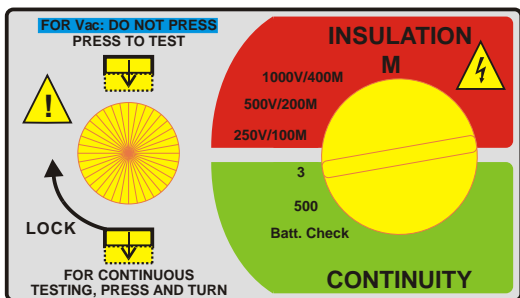 FOR Vac: DO NOT PRESS
PRESS TO TEST
LOCK
FOR CONTINUOUS
TESTING, PRESS AND TURN
INSULATION
M
1000V/400M
500V/200M
250V/100M
3
500
Batt. Check
CONTINUITY